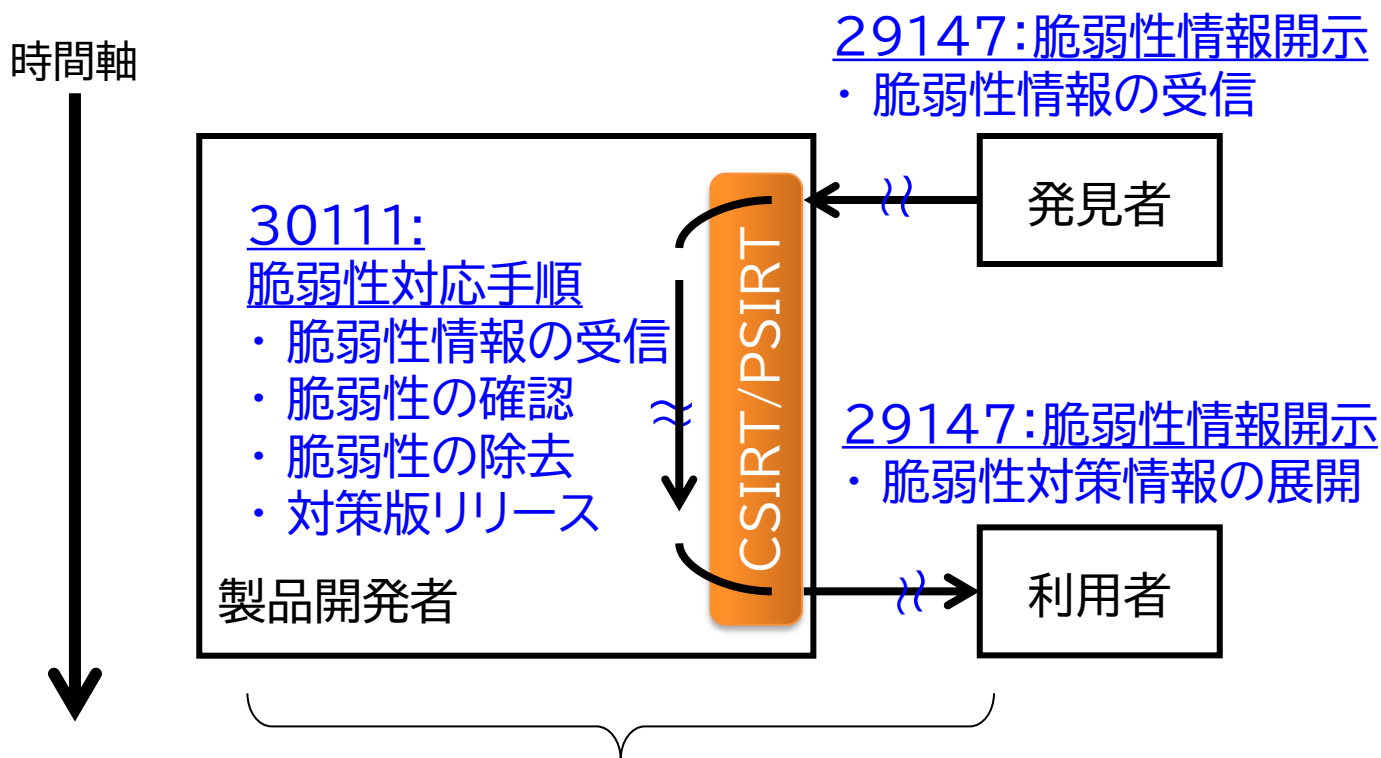 時間軸
29147:脆弱性情報開示
・ 脆弱性情報の受信
発見者
30111:
脆弱性対応手順
・ 脆弱性情報の受信
・ 脆弱性の確認
・ 脆弱性の除去
・ 対策版リリース
製品開発者
CSIRT/PSIRT
29147:脆弱性情報開示
・ 脆弱性対策情報の展開
利用者